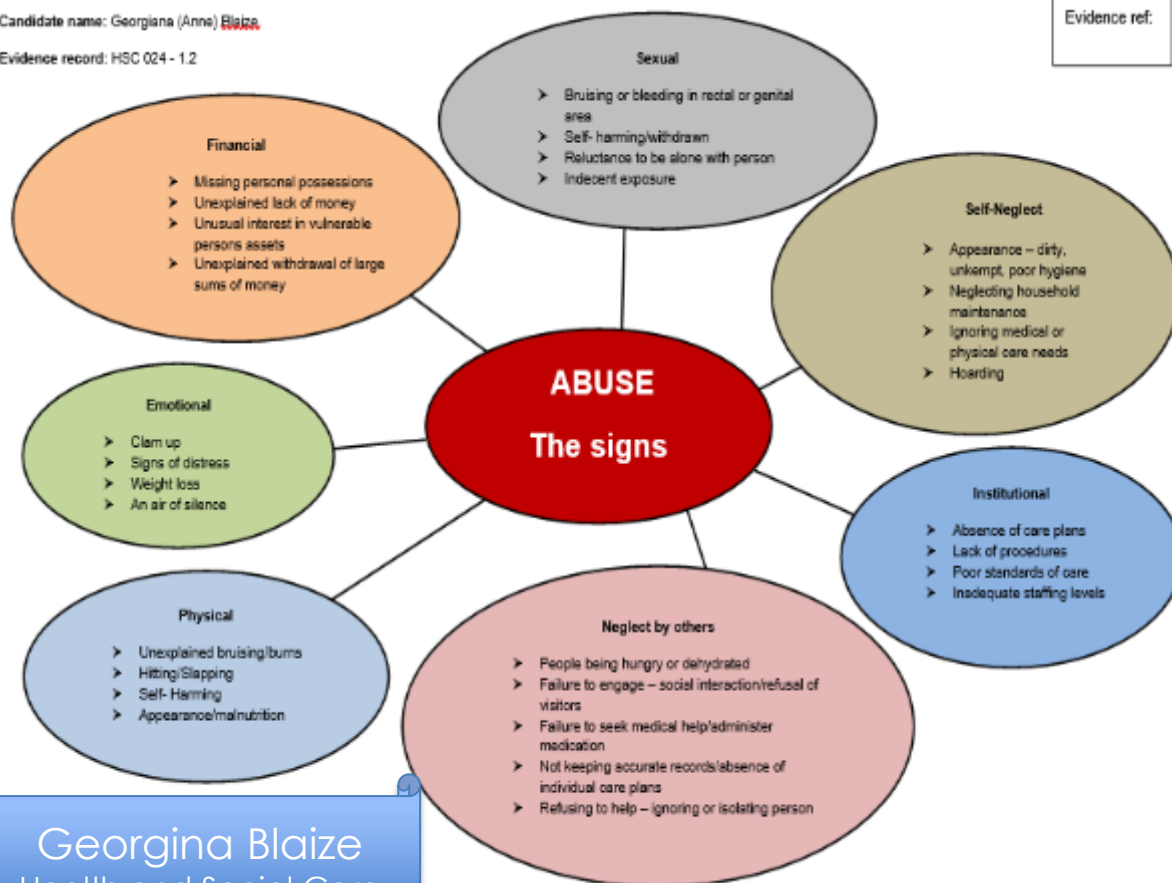 Candidate name: Georgiana (Anne) Blaize
Evidence ref:
Evidence record: HSC 024 - 1.2
Sexual
➤ Bruising or bleeding in rectal or genital
area
➤ Self- harming/withdrawn
➤ Reluctance to be alone with person
➤ Indecent exposure
Financial
➤ Missing personal possessions
➤ Unexplained lack of money
➤ Unusual interest in vulnerable
persons assets
➤ Unexplained withdrawal of large
sums of money
Self-Neglect
➤ Appearance – dirty,
unkempt, poor hygiene
➤ Neglecting household
maintenance
➤ Ignoring medical or
physical care needs
➤ Hoarding
ABUSE
The signs
Emotional
➤ Clam up
➤ Signs of distress
➤ Weight loss
➤ An air of silence
Institutional
➤ Absence of care plans
➤ Lack of procedures
➤ Poor standards of care
➤ Inadequate staffing levels
Physical
➤ Unexplained bruising/burns
➤ Hitting/Slapping
➤ Self- Harming
➤ Appearance/malnutrition
Neglect by others
➤ People being hungry or dehydrated
➤ Failure to engage – social interaction/refusal of
visitors
➤ Failure to seek medical help/administer
medication
➤ Not keeping accurate records/absence of
individual care plans
➤ Refusing to help – ignoring or isolating person
Georgina Blaize
Health and Social Care